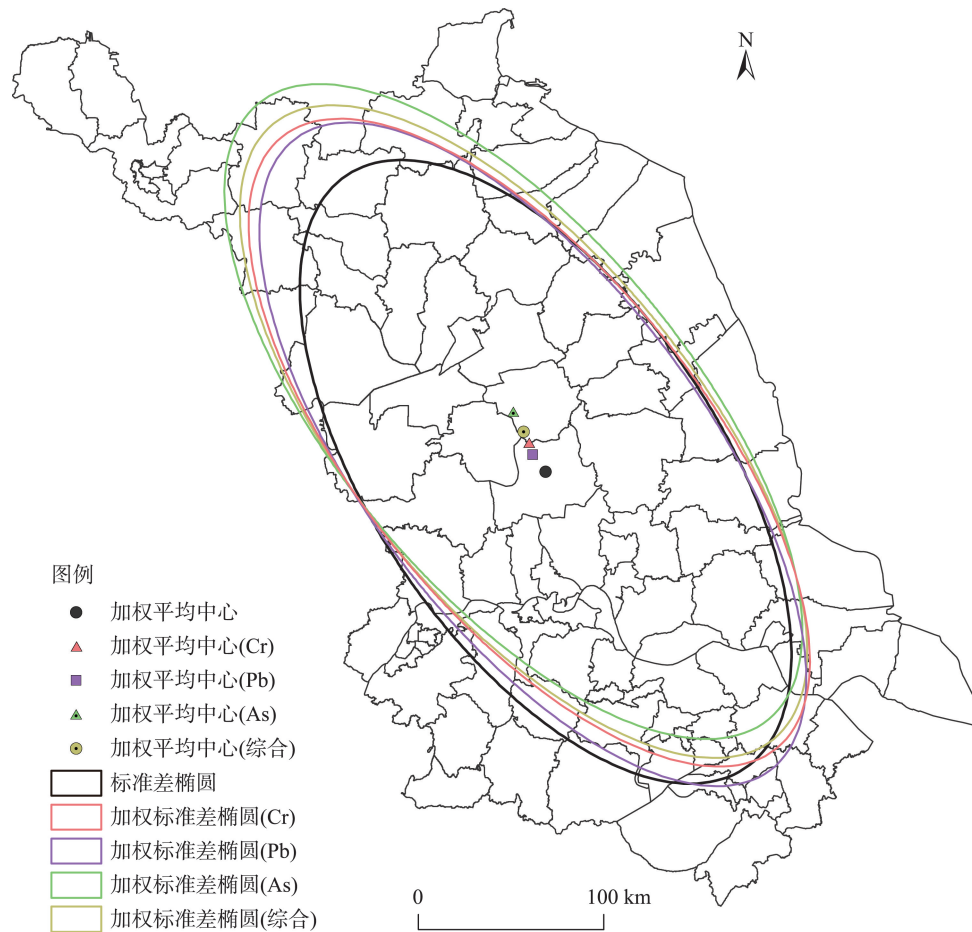 N
图例
加权平均中心
加权平均中心(Cr)
加权平均中心(Pb)
加权平均中心(As)
加权平均中心(综合)
标准差椭圆
加权标准差椭圆(Cr)
加权标准差椭圆(Pb)
加权标准差椭圆(As)
加权标准差椭圆(综合)
0 100 km